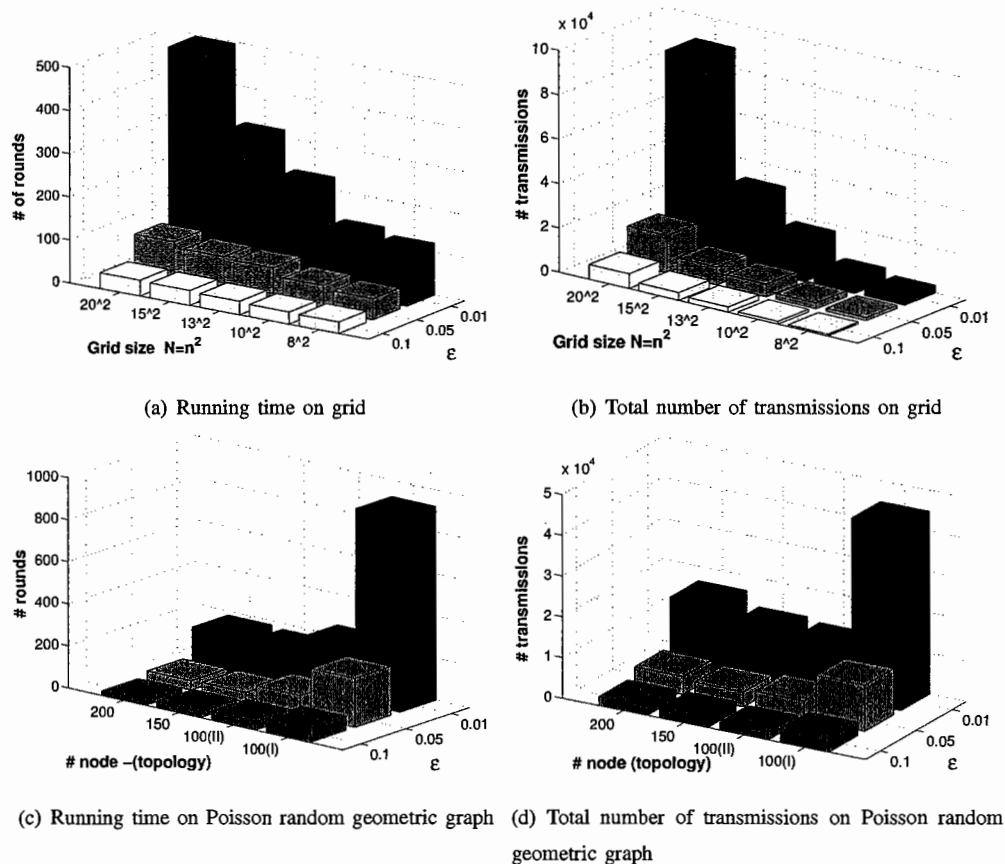 500
400
300
200
100
0
# of rounds
20^2
15^2
13^2
10^2
8^2
0.1
0.05
0.01
Grid size N=n²
ε
x 10⁴
10
8
6
4
2
0
# transmissions
20^2
15^2
13^2
10^2
8^2
0.1
0.05
0.01
Grid size N=n²
ε
(a) Running time on grid
(b) Total number of transmissions on grid
1000
800
600
400
200
0
# rounds
200
150
100(II)
100(I)
0.1
0.05
0.01
# node –(topology)
ε
x 10⁴
5
4
3
2
1
0
# transmissions
200
150
100(II)
100(I)
0.1
0.05
0.01
# node (topology)
ε
(c) Running time on Poisson random geometric graph
(d) Total number of transmissions on Poisson random
geometric graph